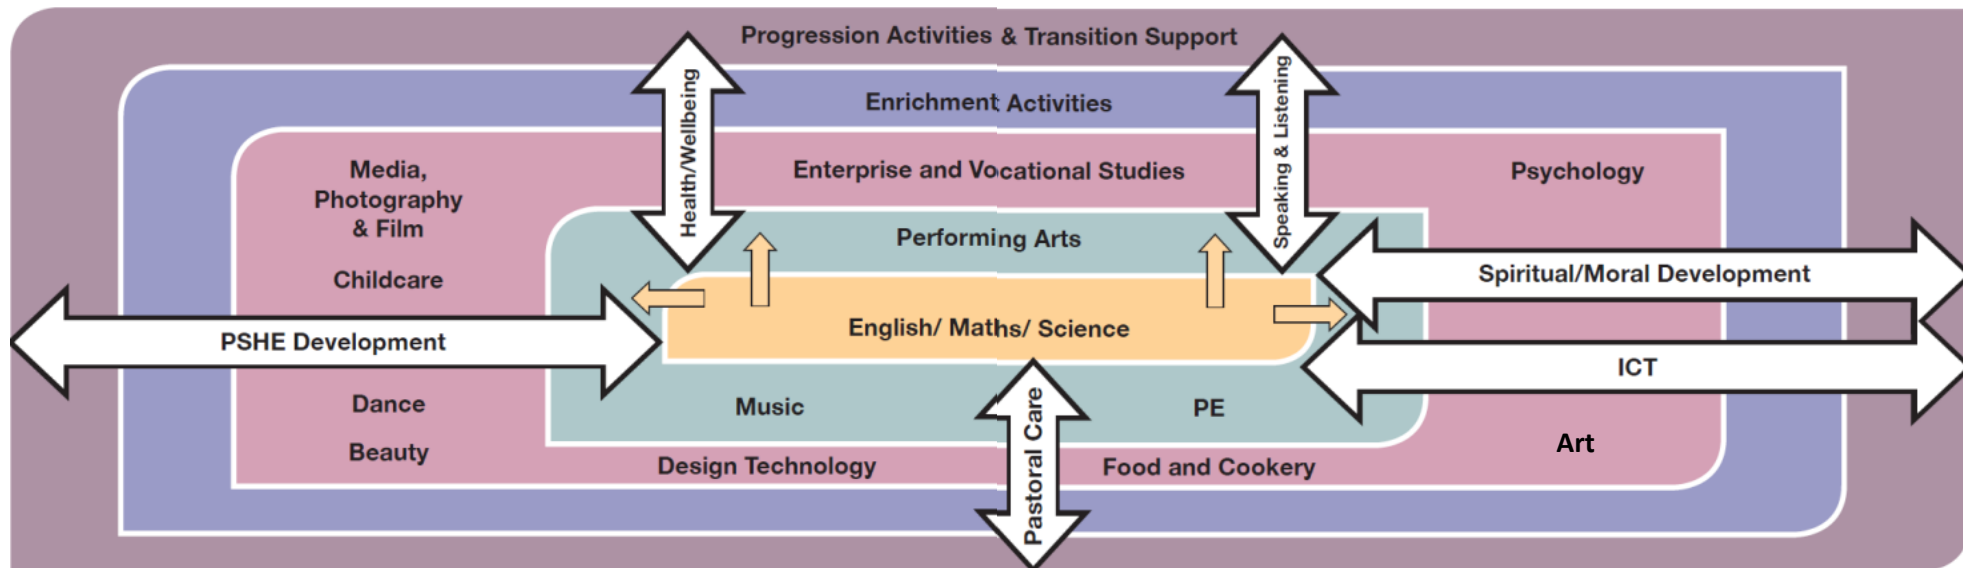 Progression Activities & Transition Support
Enrichment Activities
Health/Wellbeing
Speaking & Listening
Media,
Photography
& Film
Enterprise and Vocational Studies
Psychology
Performing Arts
Childcare
Spiritual/Moral Development
English/ Maths/ Science
PSHE Development
ICT
Dance
Music
PE
Pastoral Care
Art
Beauty
Design Technology
Food and Cookery